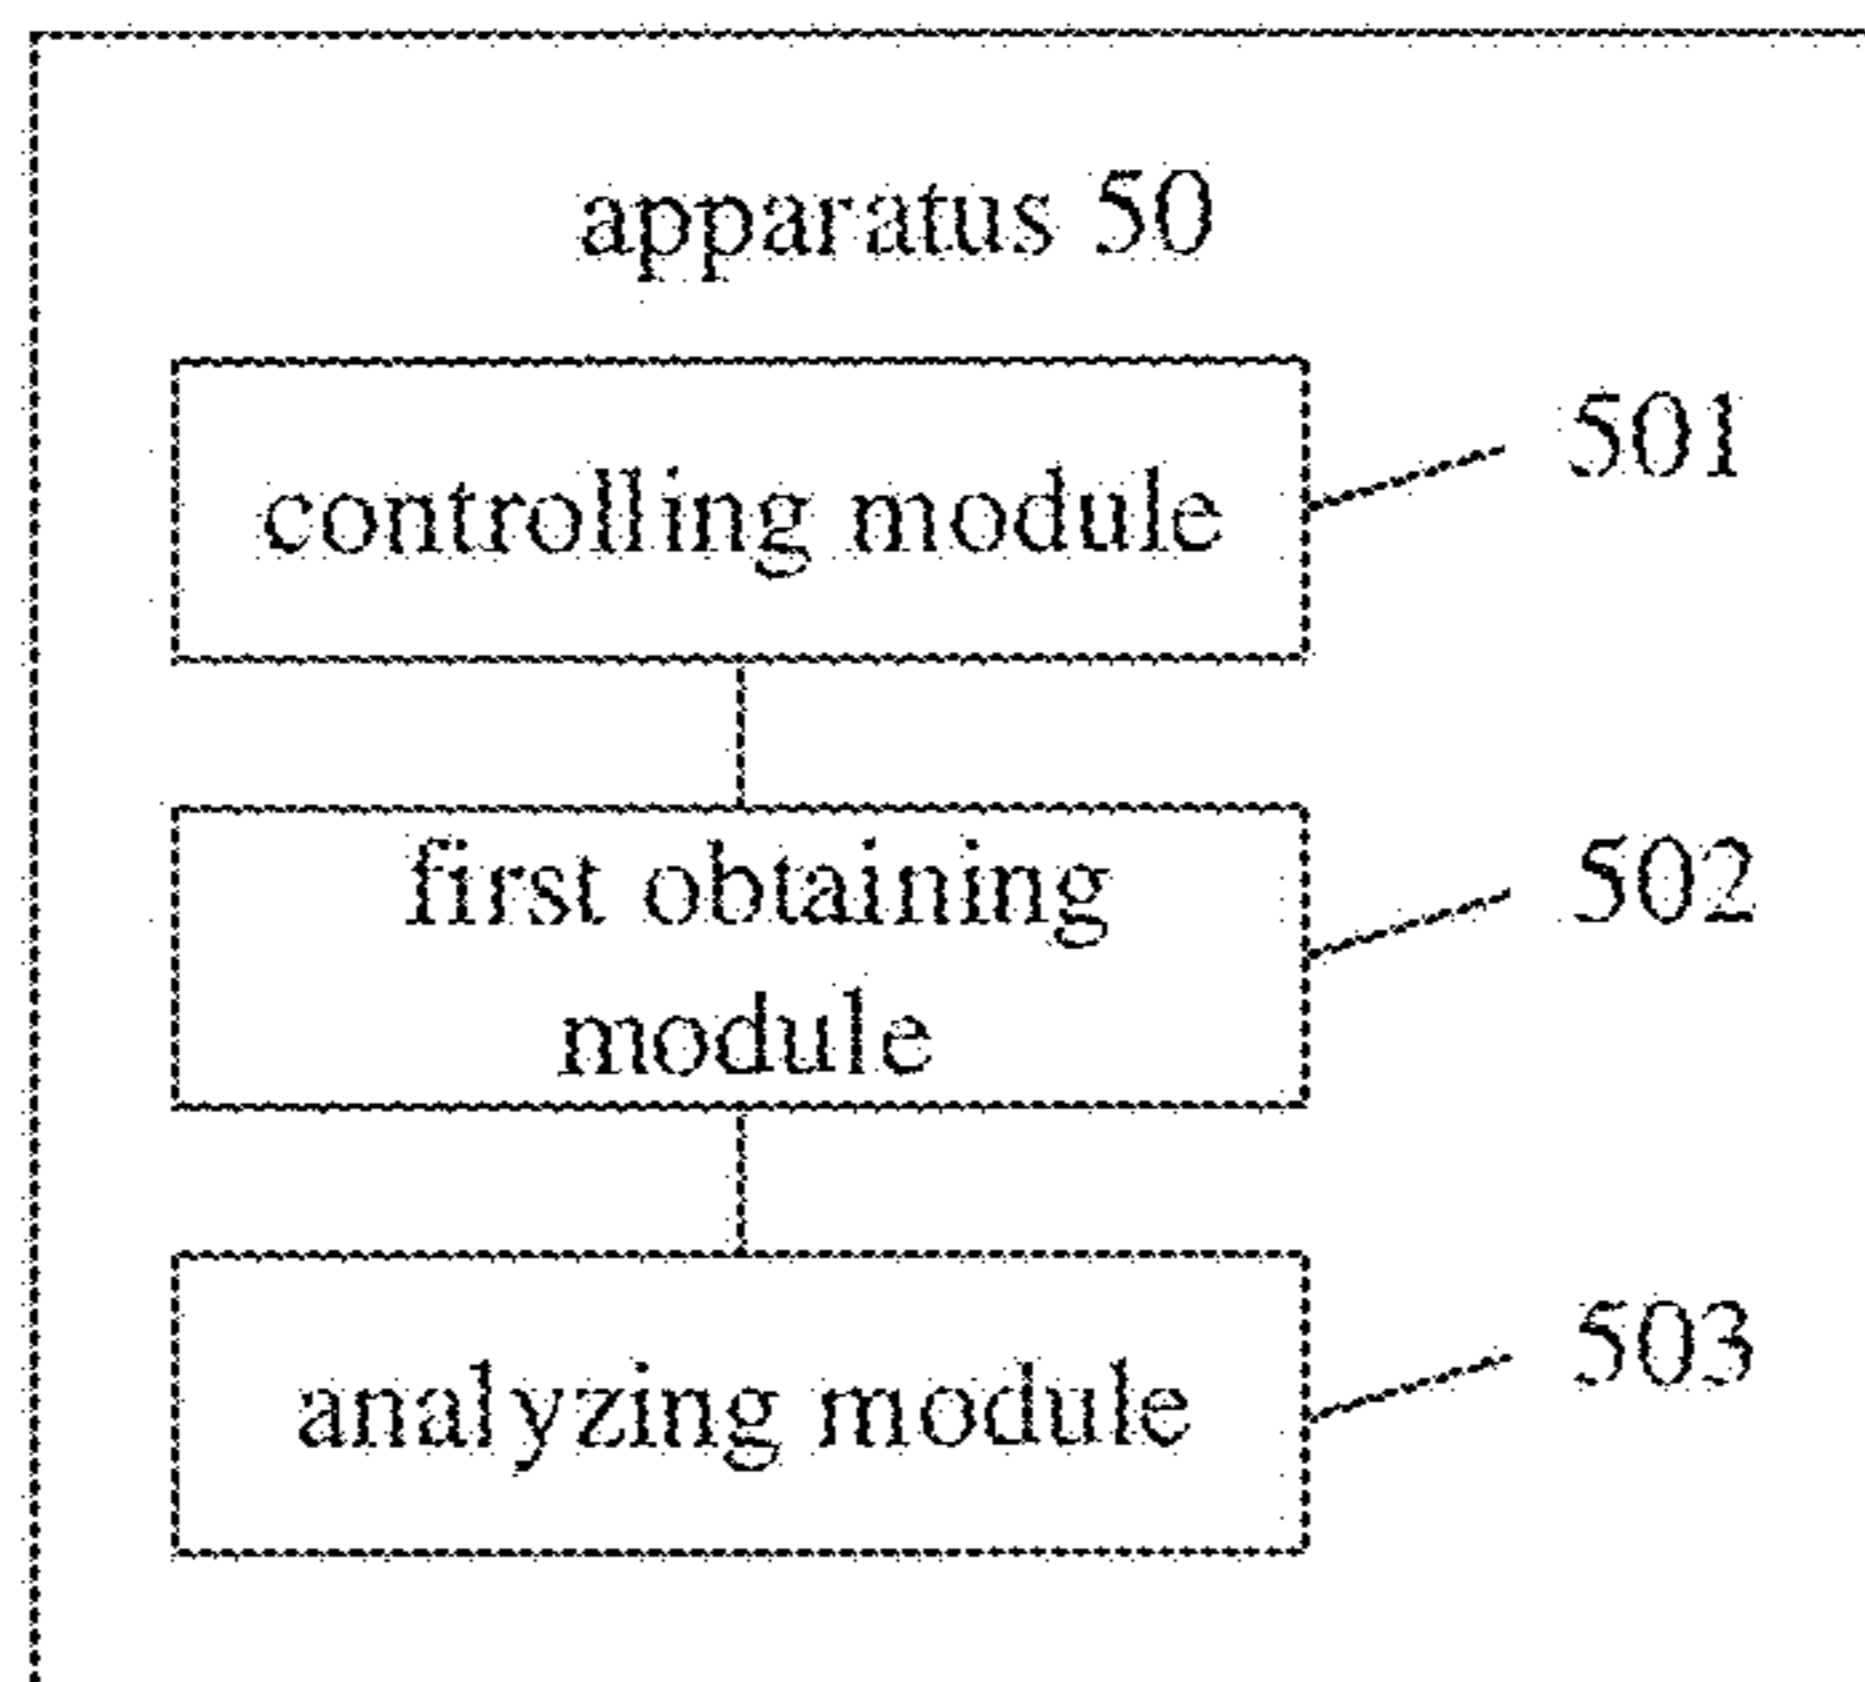 apparatus 50
controlling module
501
first obtaining
module
502
analyzing module
503